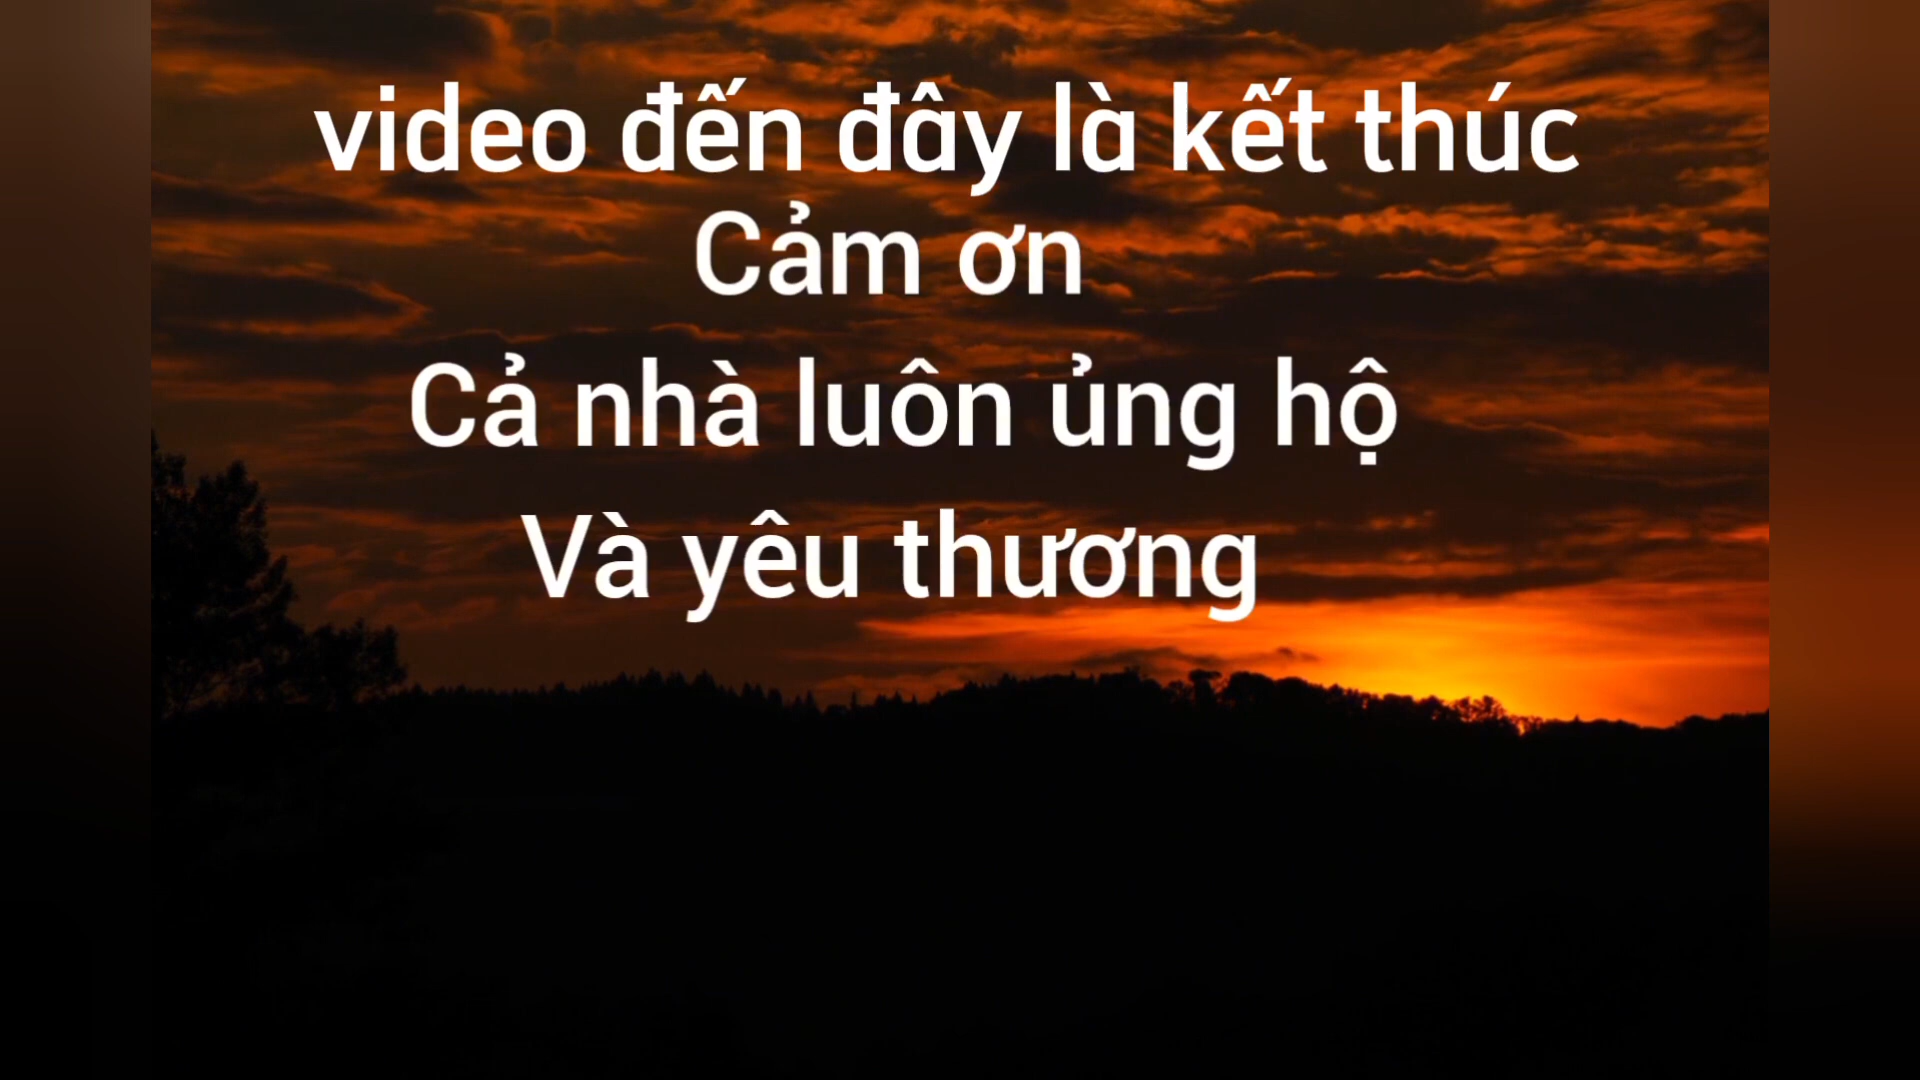 video đến đây là kết thúc
Cảm ơn
Cả nhà luôn ủng hộ
Và yêu thương